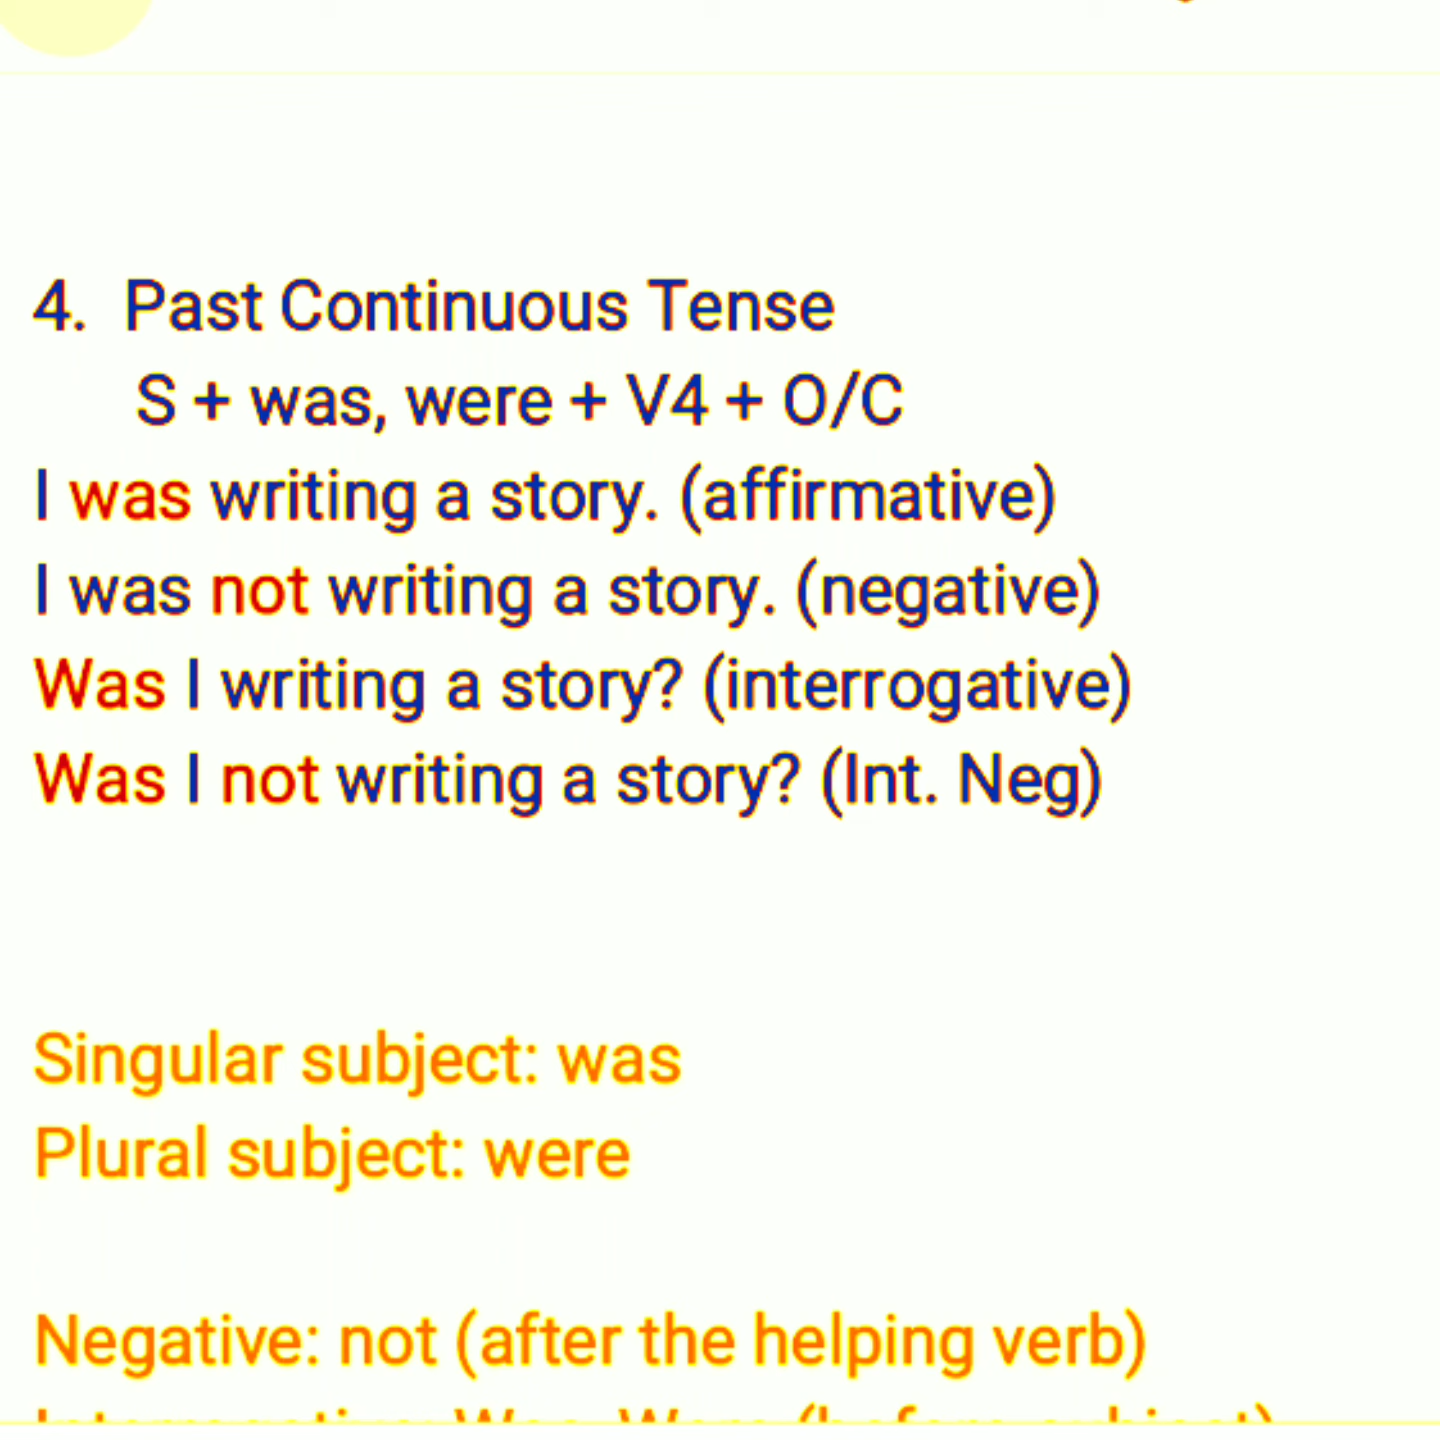 4. Past Continuous Tense
S + was, were + V4 + O/C
I was writing a story. (affirmative)
I was not writing a story. (negative)
Was I writing a story? (interrogative)
Was I not writing a story? (Int. Neg)
Singular subject: was
Plural subject: were
Negative: not (after the helping verb)